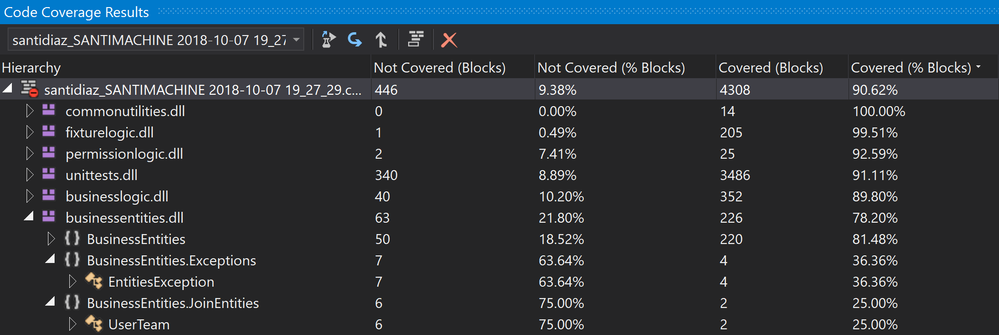 Code Coverage Results
santidiaz_SANTIMACHINE 2018-10-07 19_27
Hierarchy Not Covered (Blocks) Not Covered (% Blocks) Covered (Blocks) Covered (% Blocks)
santidiaz_SANTIMACHINE 2018-10-07 19_27_29.c... 446 9.38% 4308 90.62%
commonutilities.dll 0 0.00% 14 100.00%
fixturelogic.dll 1 0.49% 205 99.51%
permissionlogic.dll 2 7.41% 25 92.59%
unittests.dll 340 8.89% 3486 91.11%
businesslogic.dll 40 10.20% 352 89.80%
businessentities.dll 63 21.80% 226 78.20%
{ } BusinessEntities 50 18.52% 220 81.48%
{ } BusinessEntities.Exceptions 7 63.64% 4 36.36%
EntitiesException 7 63.64% 4 36.36%
{ } BusinessEntities.JoinEntities 6 75.00% 2 25.00%
UserTeam 6 75.00% 2 25.00%